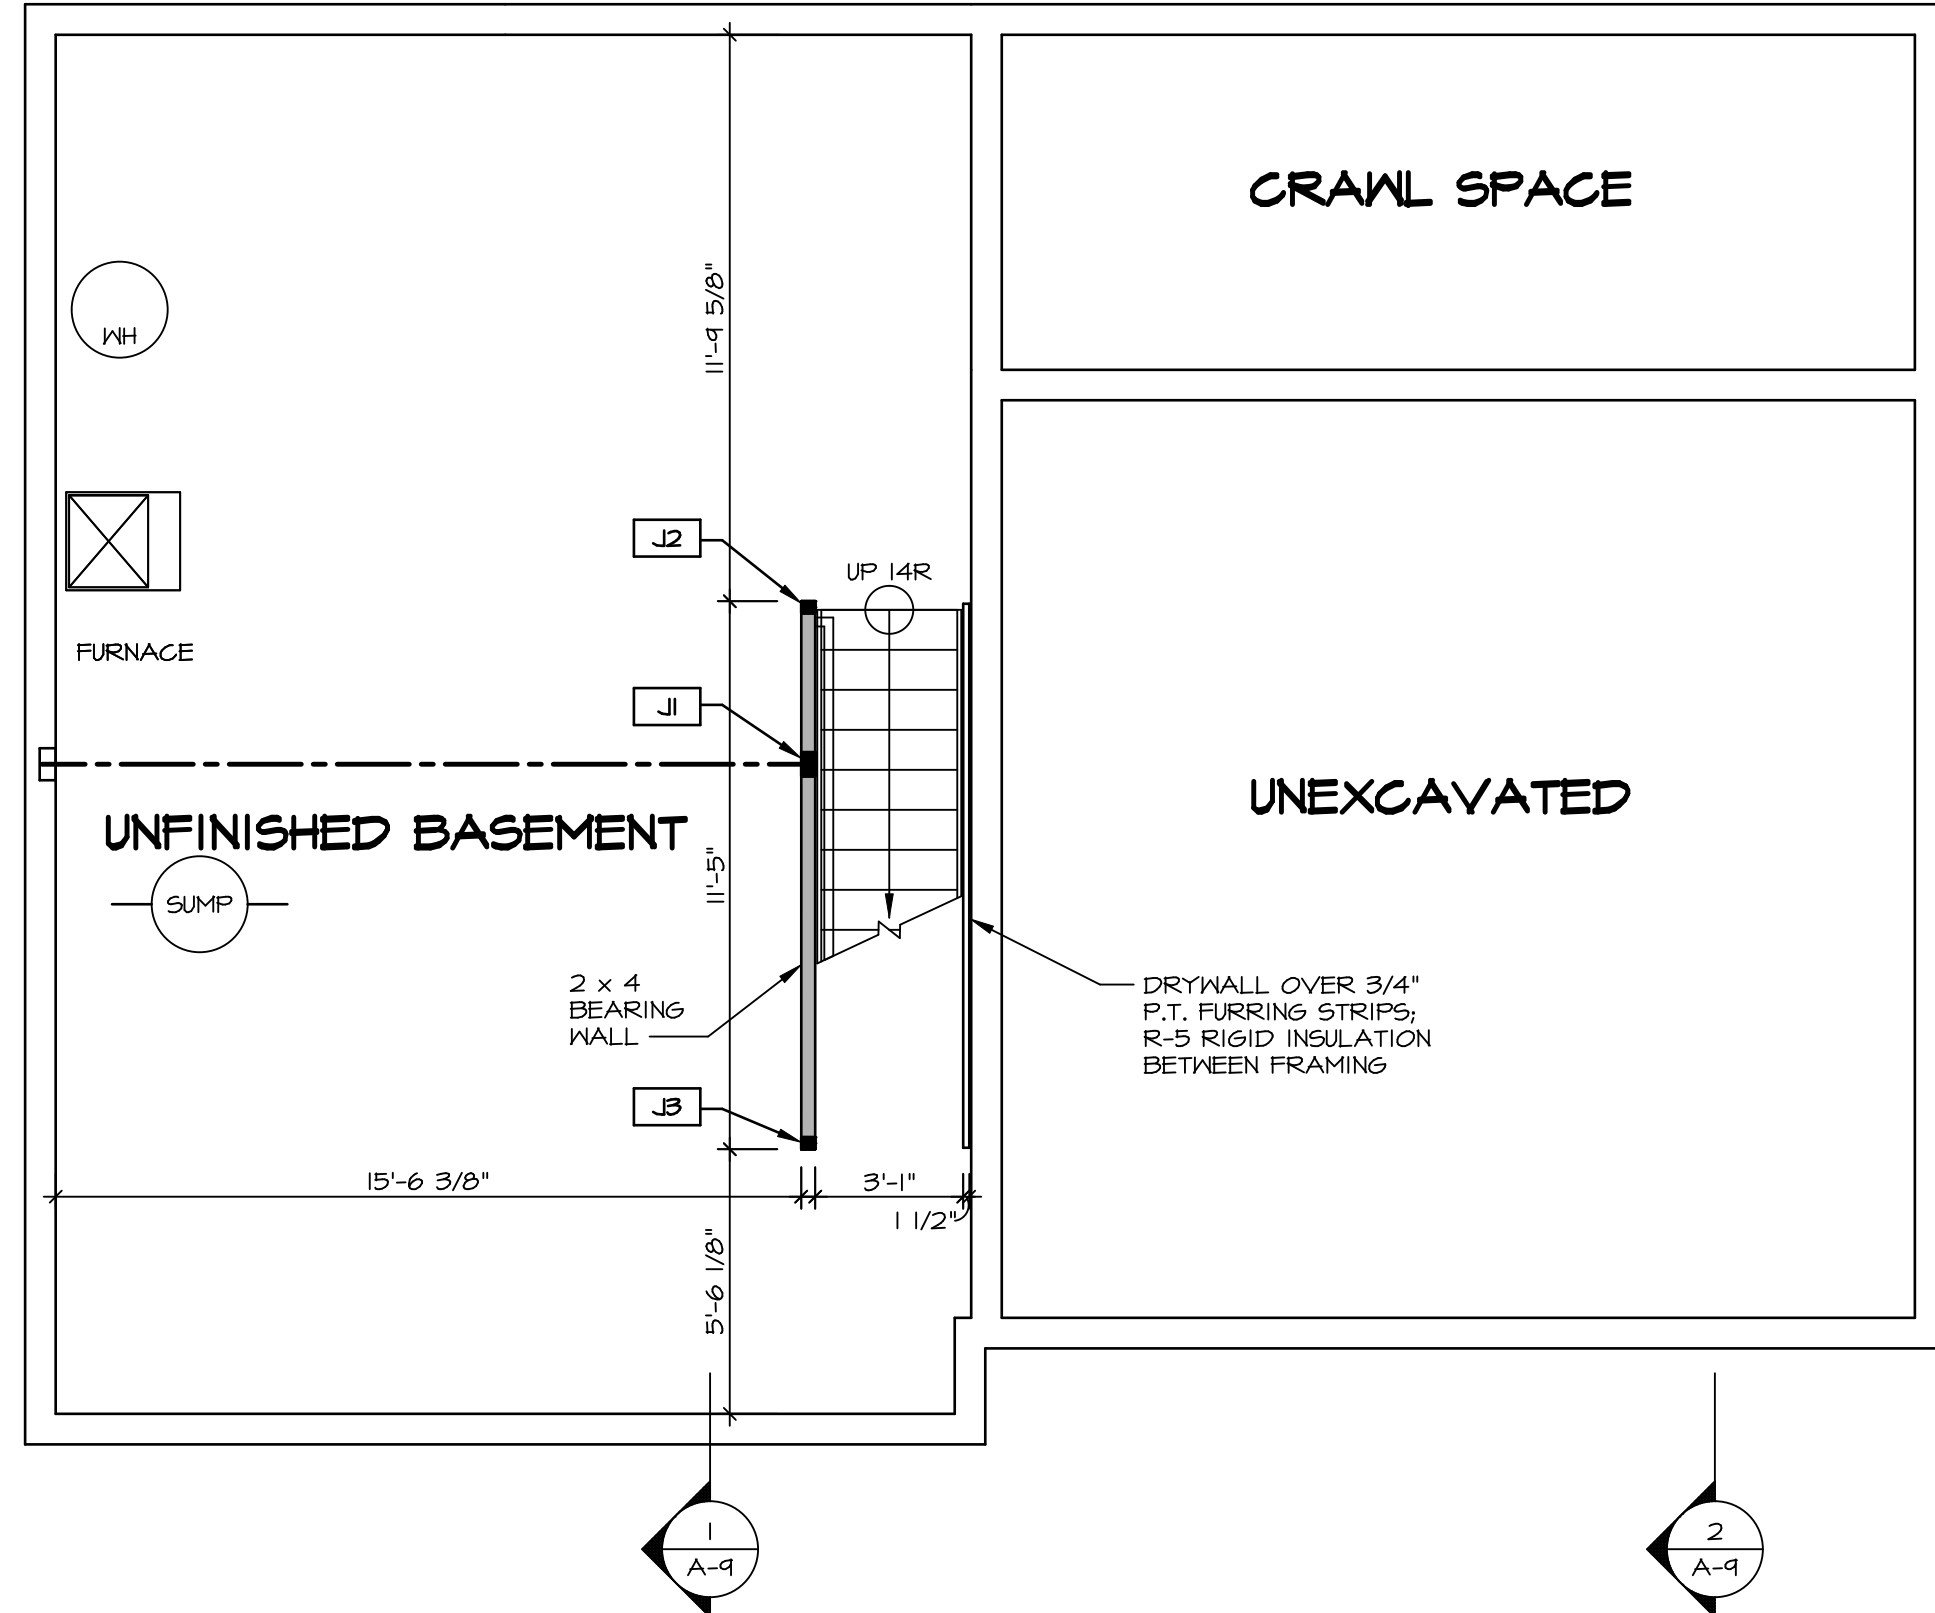 CRAWL SPACE
11'-9 5/8"
WH
J2
UP 14R
FURNACE
J1
UNFINISHED BASEMENT
UNEXCAVATED
11'-5"
SUMP
2 x 4
BEARING
WALL
DRYWALL OVER 3/4"
P.T. FURRING STRIPS;
R-5 RIGID INSULATION
BETWEEN FRAMING
J3
15'-6 3/8"
3'-1"
1 1/2"
5'-6 1/8"
1
A-9
2
A-9